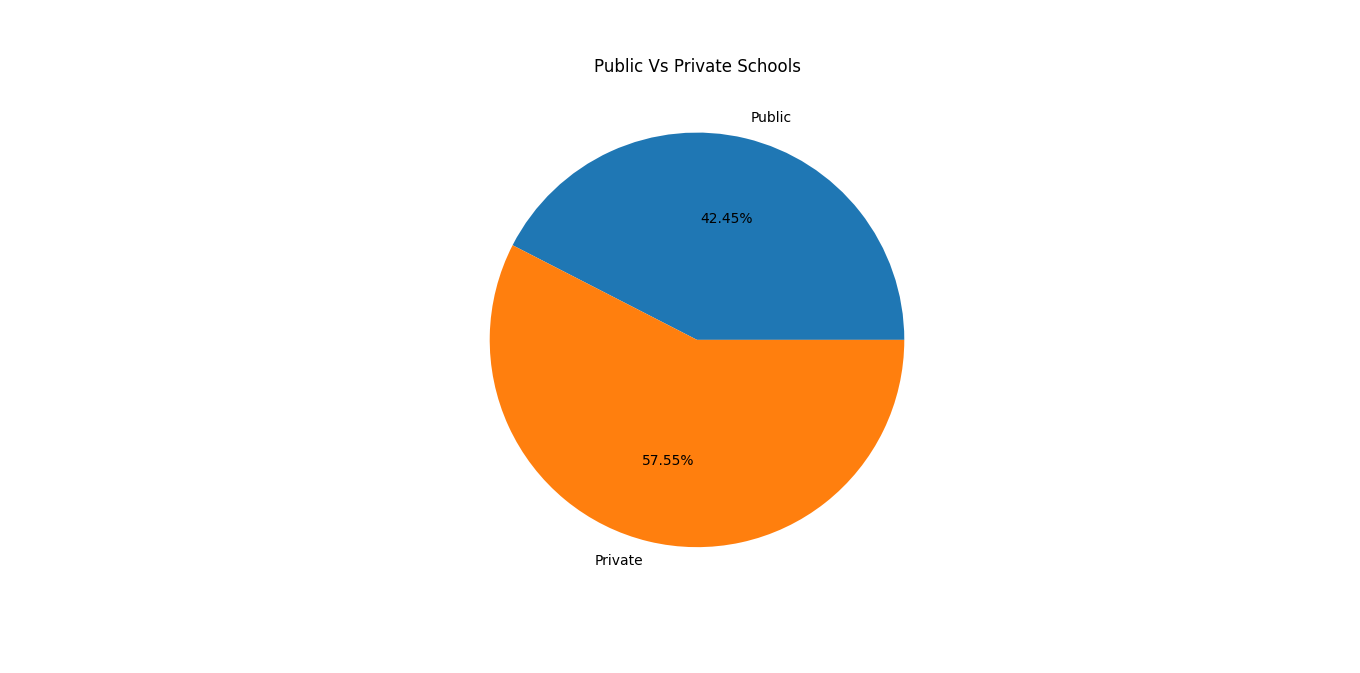 Public Vs Private Schools
Public
42.45%
57.55%
Private